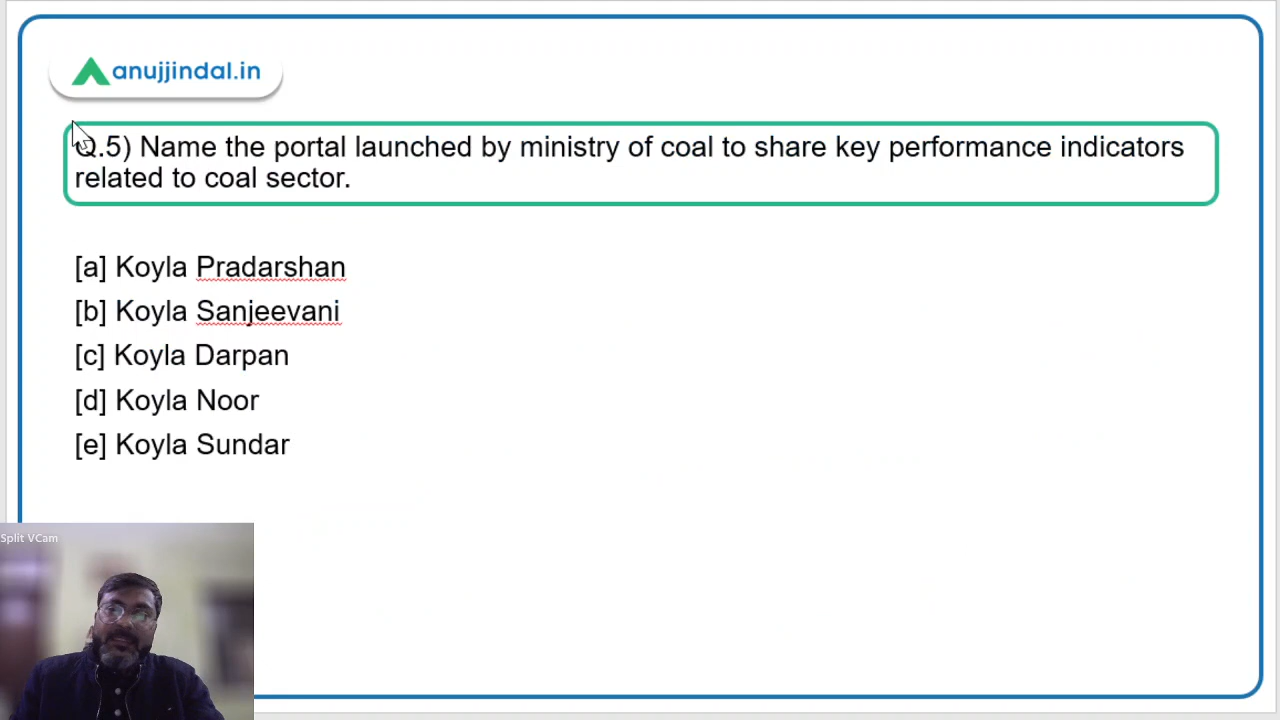 anujjindal.in
Q.5) Name the portal launched by ministry of coal to share key performance indicators
related to coal sector.
[a] Koyla Pradarshan
[b] Koyla Sanjeevani
[c] Koyla Darpan
[d] Koyla Noor
[e] Koyla Sundar
Split VCam